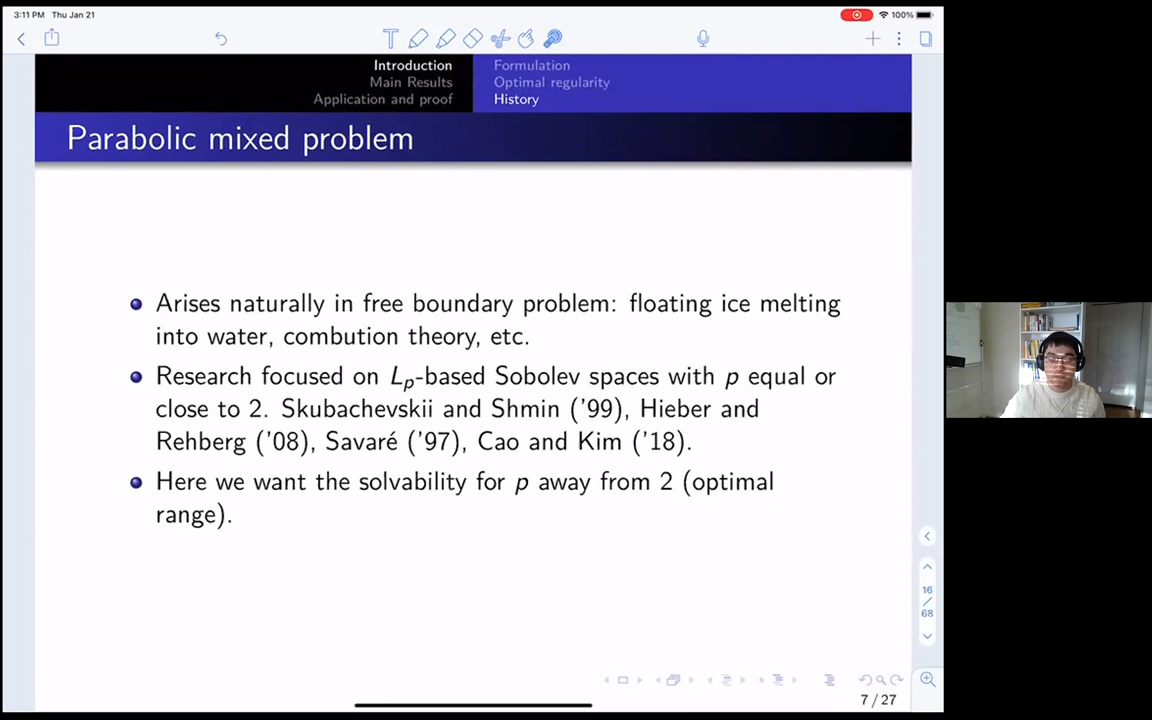 3:11 PM Thu Jan 21
100%
Introduction
Main Results
Application and proof
Formulation
Optimal regularity
History
Parabolic mixed problem
Arises naturally in free boundary problem: floating ice melting
into water, combution theory, etc.
Research focused on Lp-based Sobolev spaces with p equal or
close to 2. Skubachevskii and Shmin ('99), Hieber and
Rehberg ('08), Savaré ('97), Cao and Kim ('18).
Here we want the solvability for p away from 2 (optimal
range).
16
/
68
7 / 27